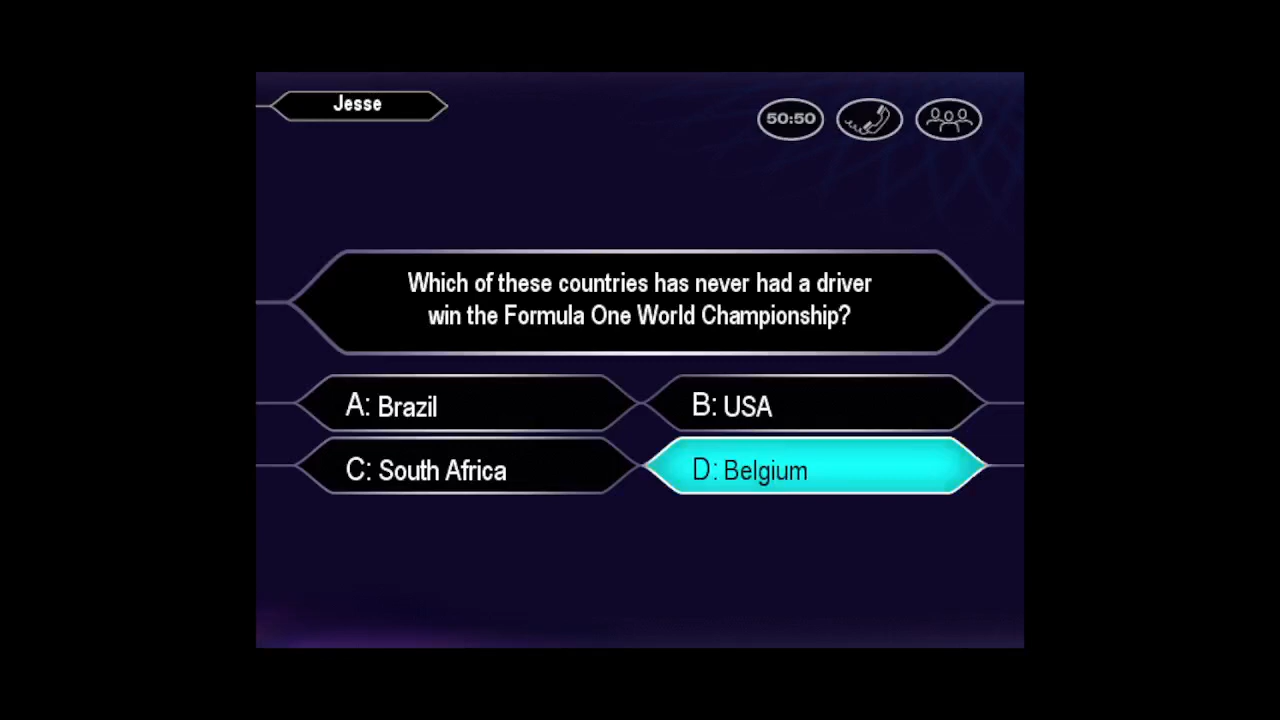 Jesse
50:50
Which of these countries has never had a driver
win the Formula One World Championship?
A: Brazil
B: USA
C: South Africa
D: Belgium